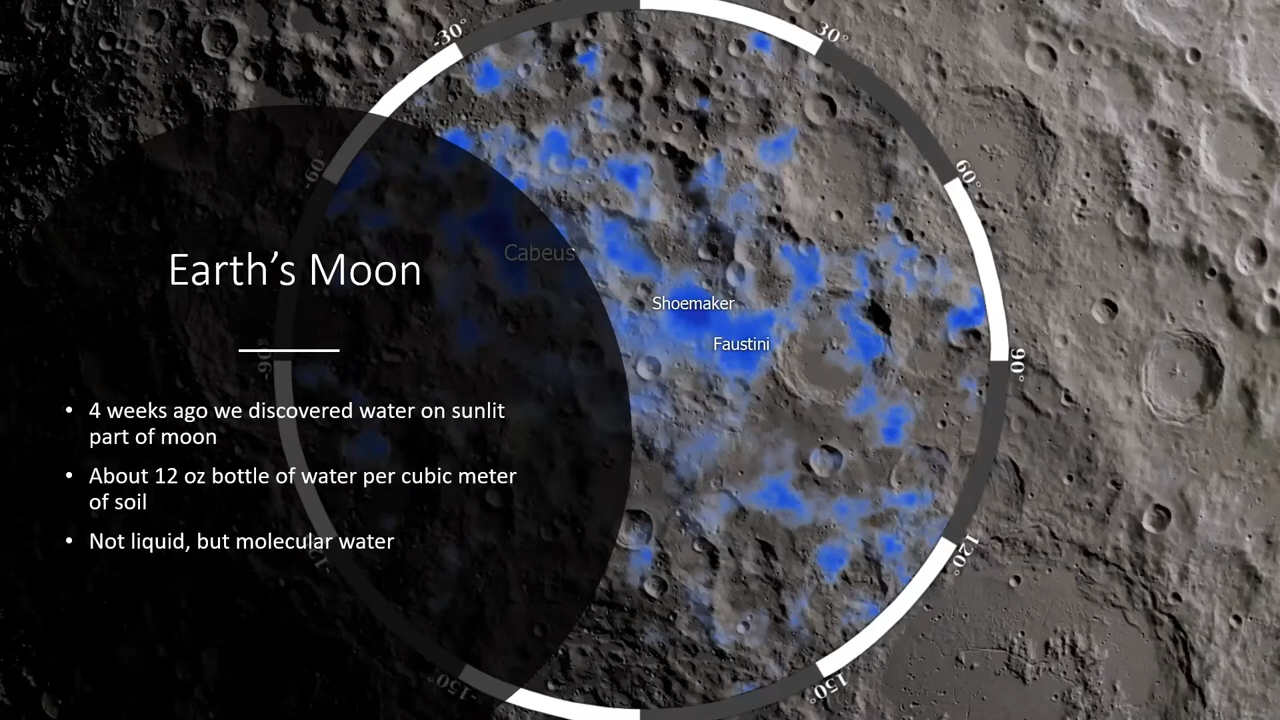 -30°
30°
-60°
60°
Cabeus
Earth’s Moon
Shoemaker
Faustini
-90°
90°
• 4 weeks ago we discovered water on sunlit
part of moon
• About 12 oz bottle of water per cubic meter
of soil
• Not liquid, but molecular water
120°
-150°
150°